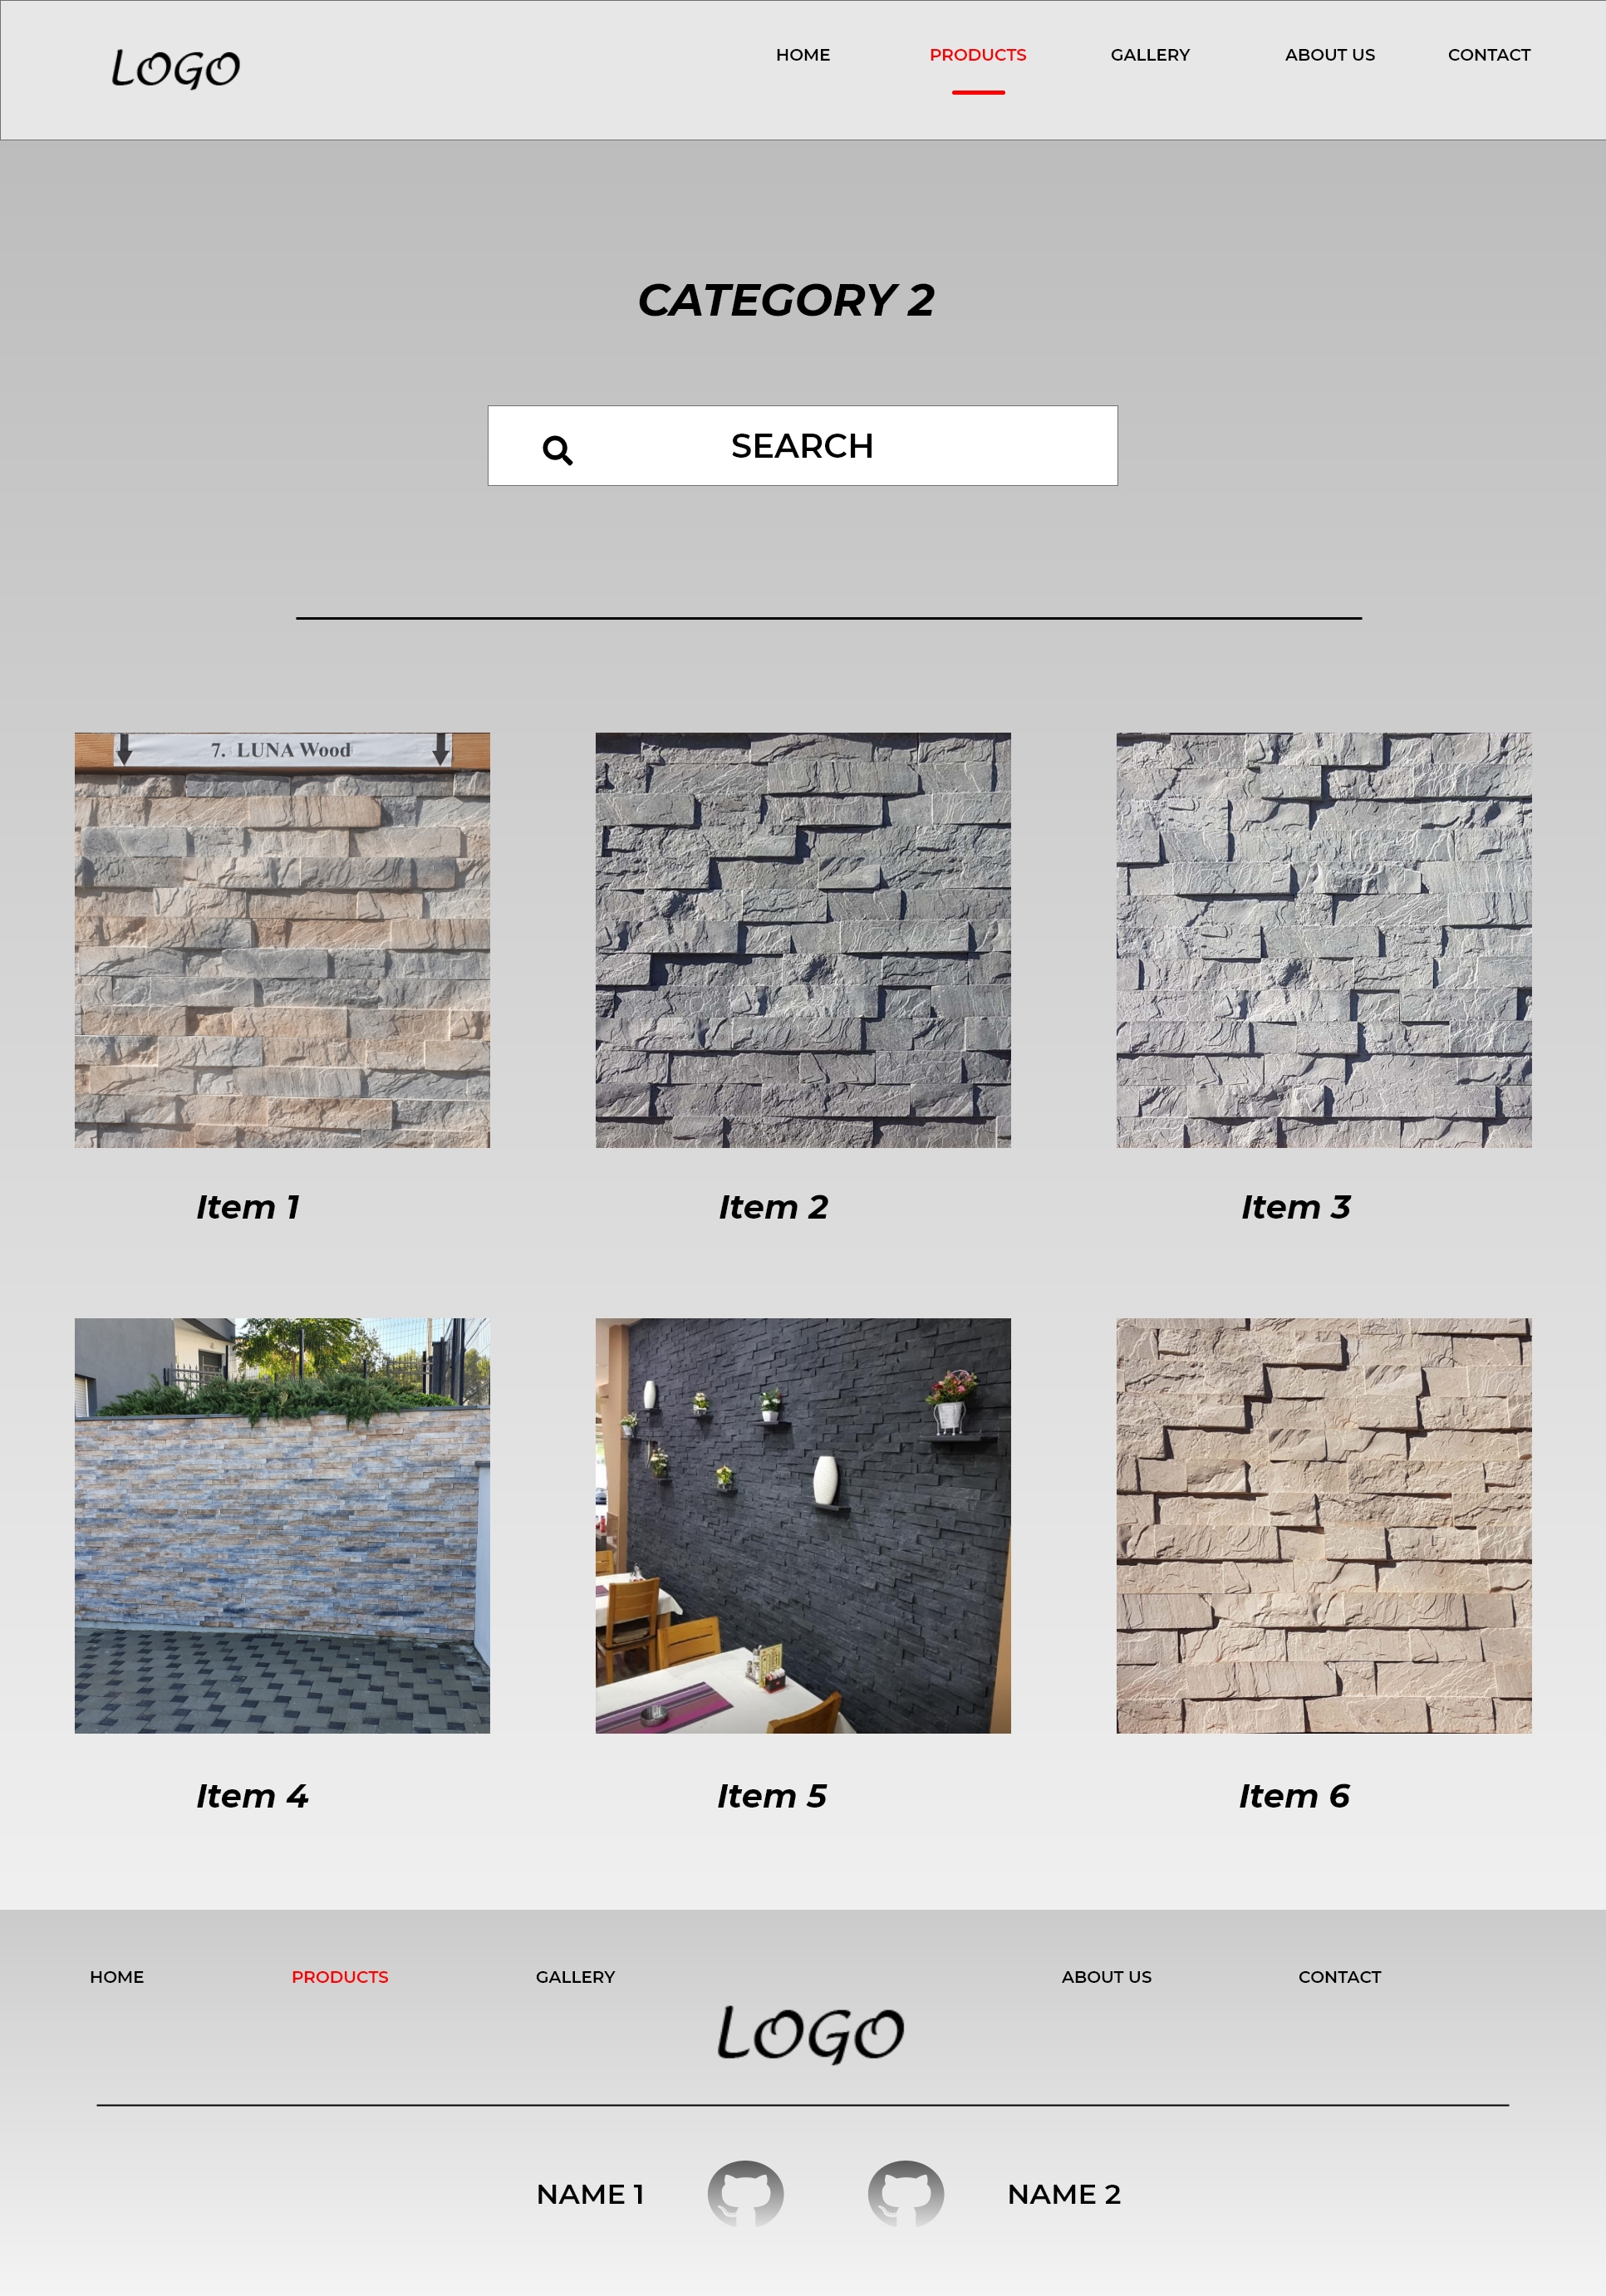 LOGO
HOME PRODUCTS GALLERY ABOUT US CONTACT
CATEGORY 2
SEARCH
7. LUNA Wood
Item 1 Item 2 Item 3
Item 4 Item 5 Item 6
HOME PRODUCTS GALLERY ABOUT US CONTACT
LOGO
NAME 1 NAME 2